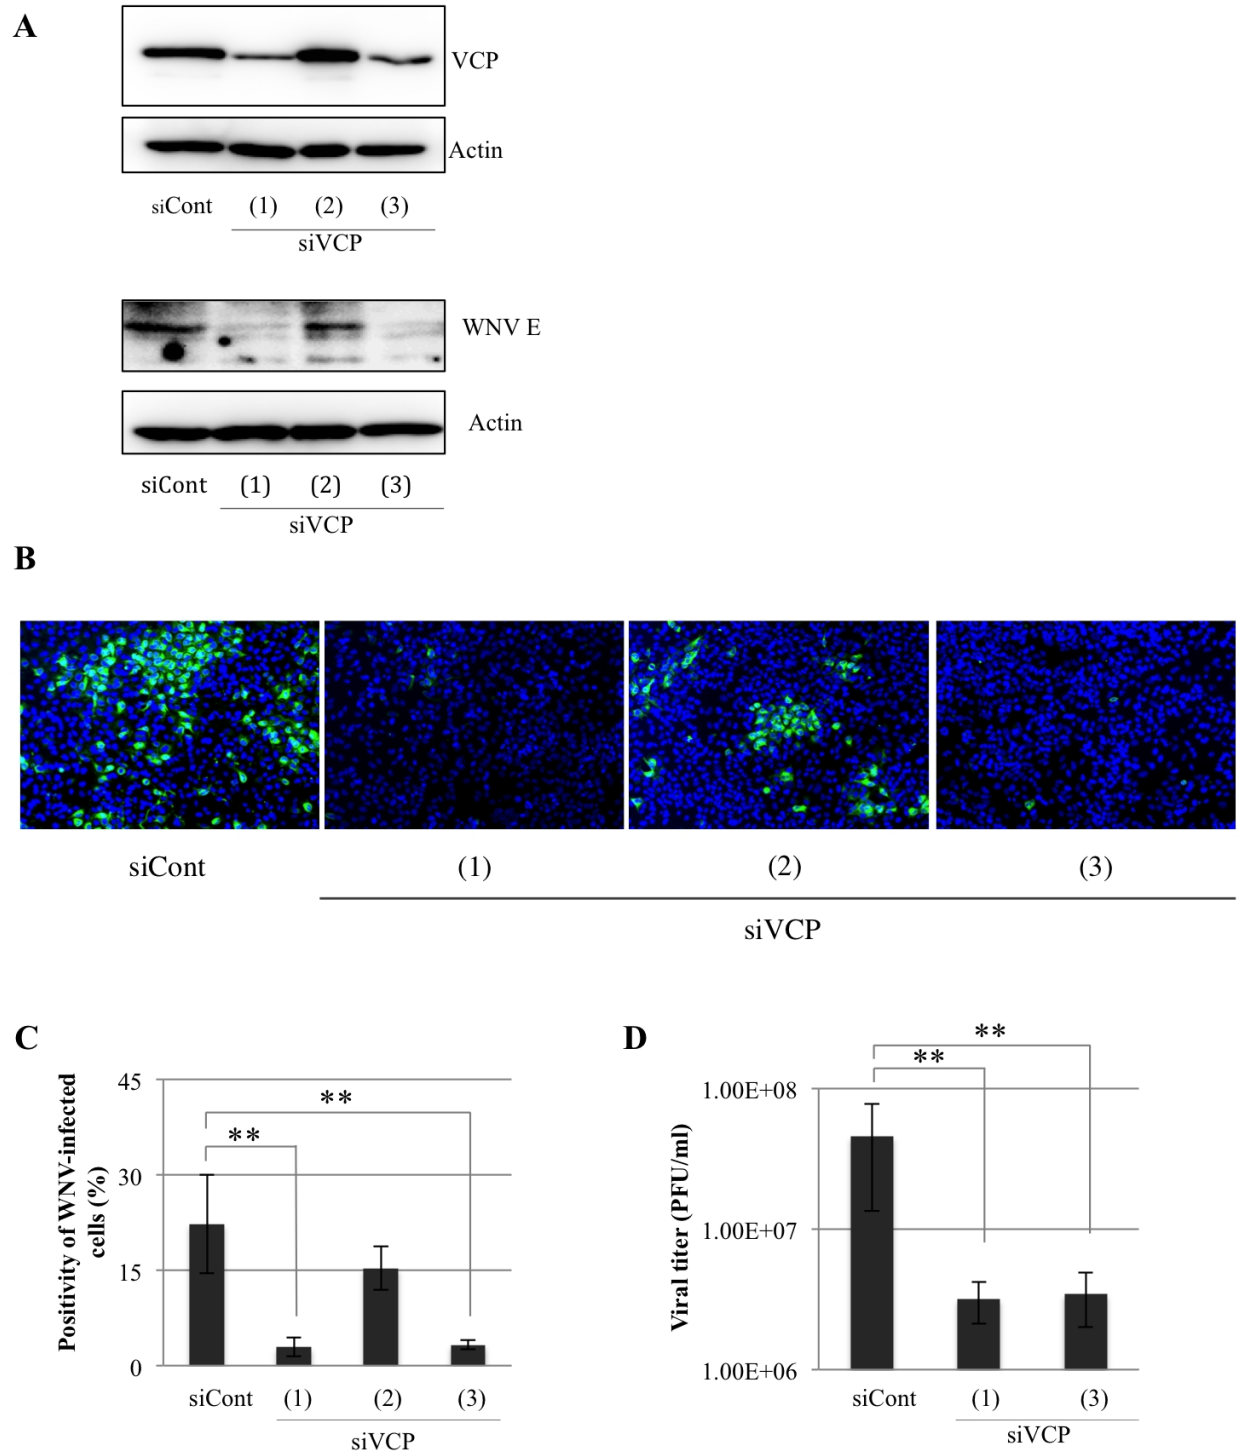 A
VCP
Actin
siCont (1) (2) (3)
siVCP
WNV E
Actin
siCont (1) (2) (3)
siVCP
B
siCont (1) (2) (3)
siVCP
C
Positivity of WNV-infected
cells (%)
45
30
15
0
**
**
siCont (1) (2) (3)
siVCP
D
Viral titer (PFU/ml)
1.00E+08
1.00E+07
1.00E+06
**
**
siCont (1) (3)
siVCP